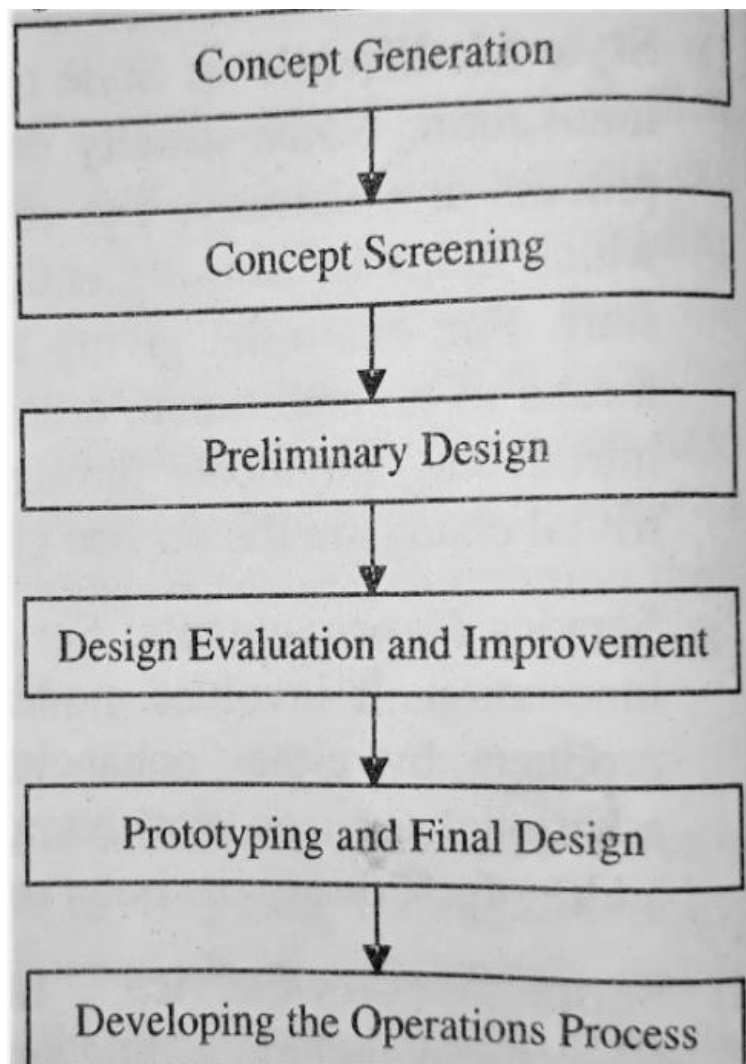 Concept Generation
Concept Screening
Preliminary Design
Design Evaluation and Improvement
Prototyping and Final Design
Developing the Operations Process